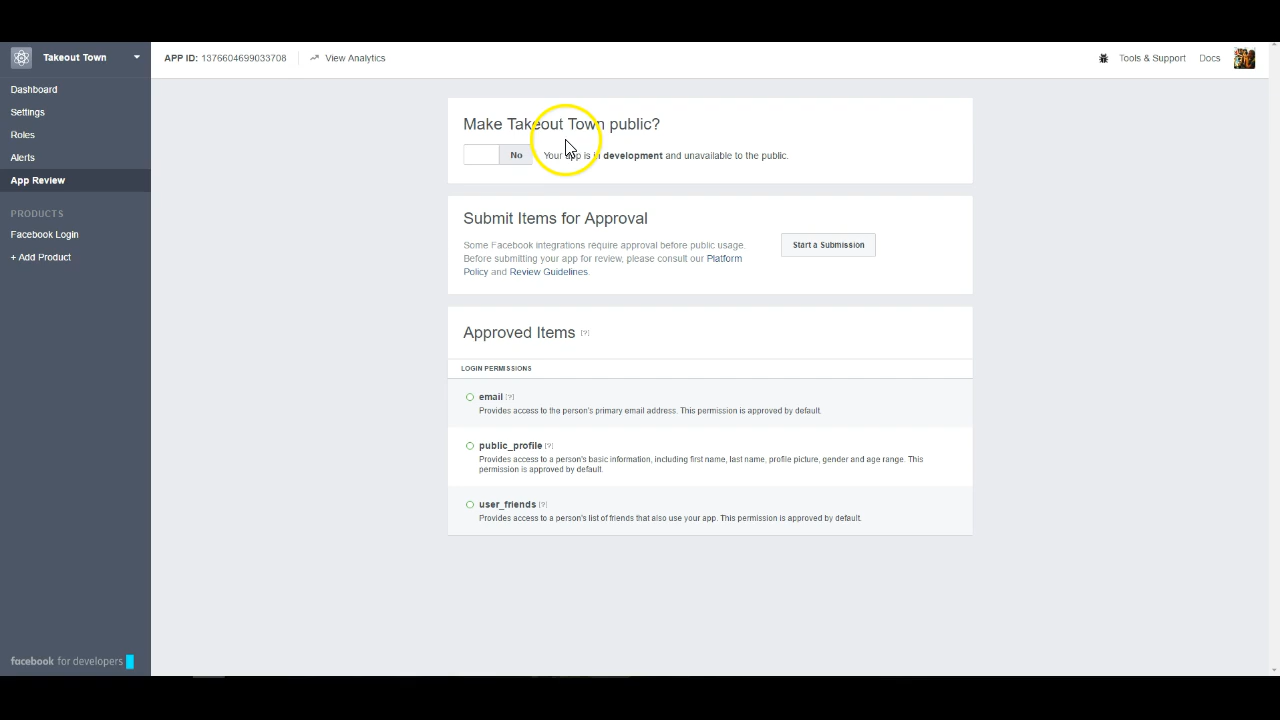 Takeout Town
APP ID: 1376604699033708
View Analytics
Tools & Support
Docs
Dashboard
Settings
Roles
Alerts
App Review
PRODUCTS
Facebook Login
+ Add Product
Make Takeout Town public?
No
Your app is in development and unavailable to the public.
Submit Items for Approval
Some Facebook integrations require approval before public usage.
Before submitting your app for review, please consult our Platform
Policy and Review Guidelines.
Start a Submission
Approved Items [?]
LOGIN PERMISSIONS
email [?]
Provides access to the person's primary email address. This permission is approved by default.
public_profile [?]
Provides access to a person's basic information, including first name, last name, profile picture, gender and age range. This
permission is approved by default.
user_friends [?]
Provides access to a person's list of friends that also use your app. This permission is approved by default.
facebook for developers